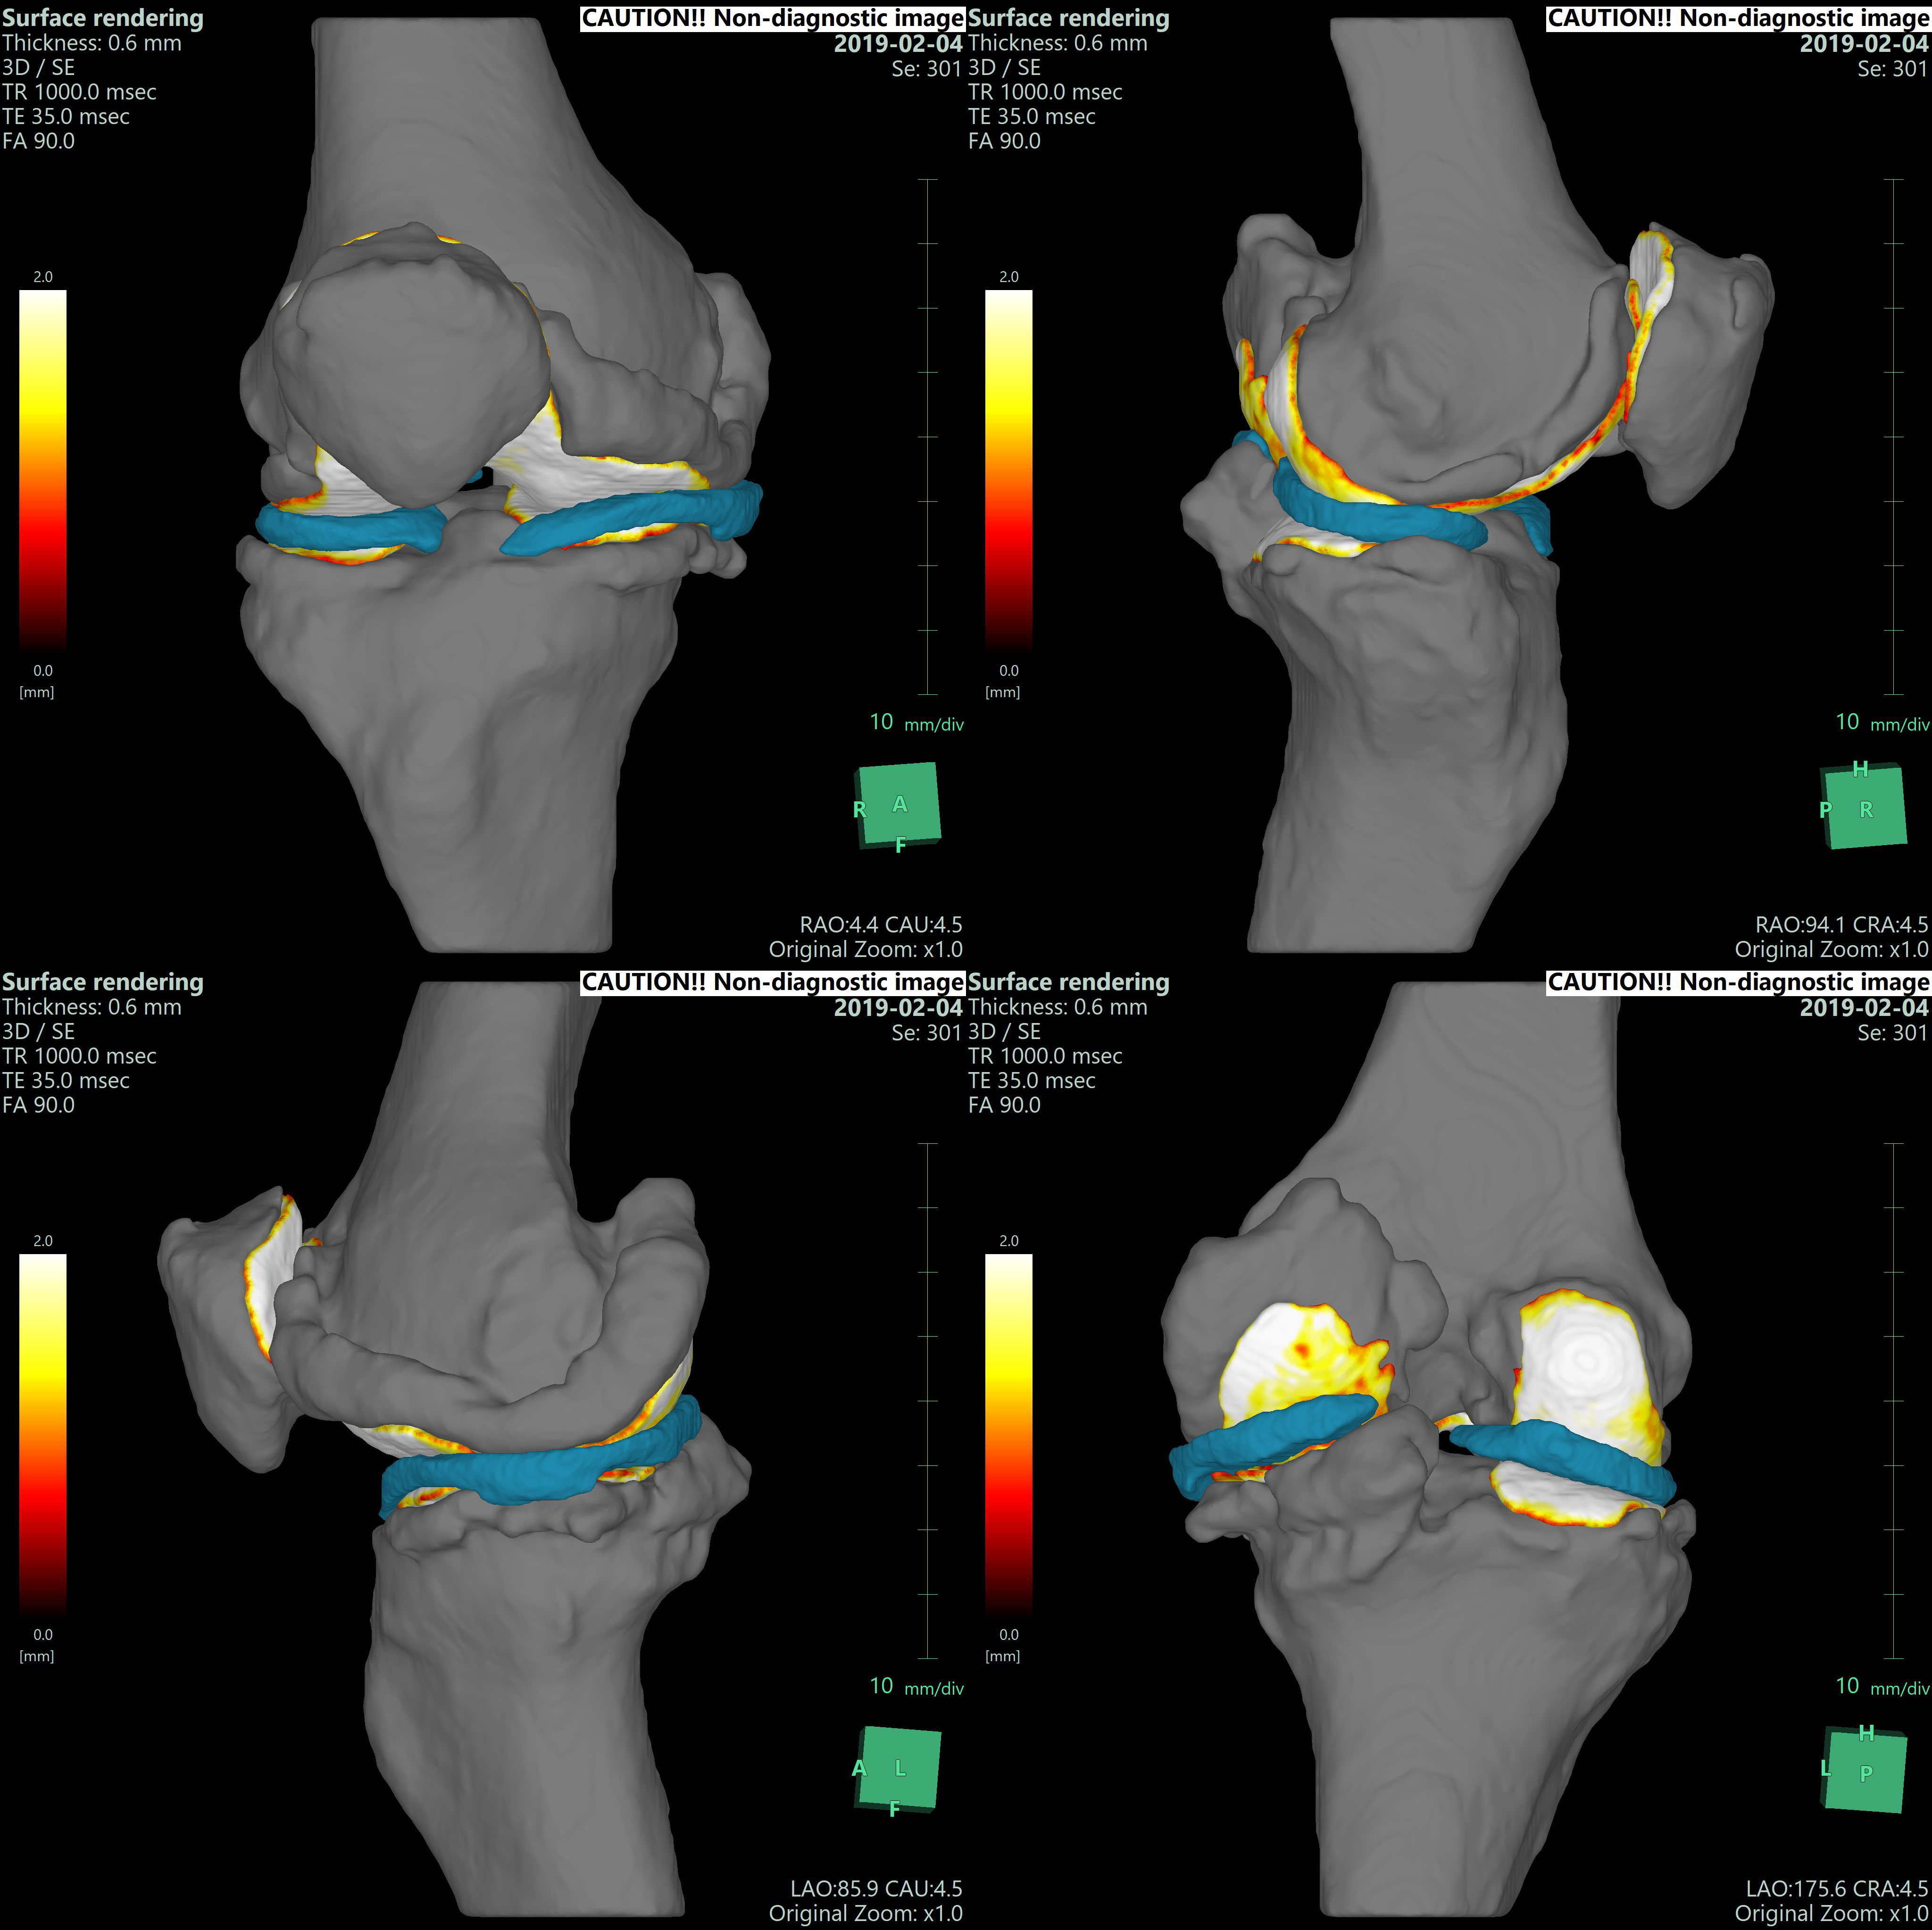 Surface rendering
CAUTION!! Non-diagnostic image
Thickness: 0.6 mm
2019-02-04
3D / SE
Se: 301
TR 1000.0 msec
TE 35.0 msec
FA 90.0
2.0
0.0
[mm]
10 mm/div
R A
F
RAO:4.4 CAU:4.5
Original Zoom: x1.0
Surface rendering
CAUTION!! Non-diagnostic image
Thickness: 0.6 mm
2019-02-04
3D / SE
Se: 301
TR 1000.0 msec
TE 35.0 msec
FA 90.0
2.0
0.0
[mm]
10 mm/div
H
P R
RAO:94.1 CRA:4.5
Original Zoom: x1.0
Surface rendering
CAUTION!! Non-diagnostic image
Thickness: 0.6 mm
2019-02-04
3D / SE
Se: 301
TR 1000.0 msec
TE 35.0 msec
FA 90.0
2.0
0.0
[mm]
10 mm/div
A L
F
LAO:85.9 CAU:4.5
Original Zoom: x1.0
Surface rendering
CAUTION!! Non-diagnostic image
Thickness: 0.6 mm
2019-02-04
3D / SE
Se: 301
TR 1000.0 msec
TE 35.0 msec
FA 90.0
2.0
0.0
[mm]
10 mm/div
H
L P
LAO:175.6 CRA:4.5
Original Zoom: x1.0